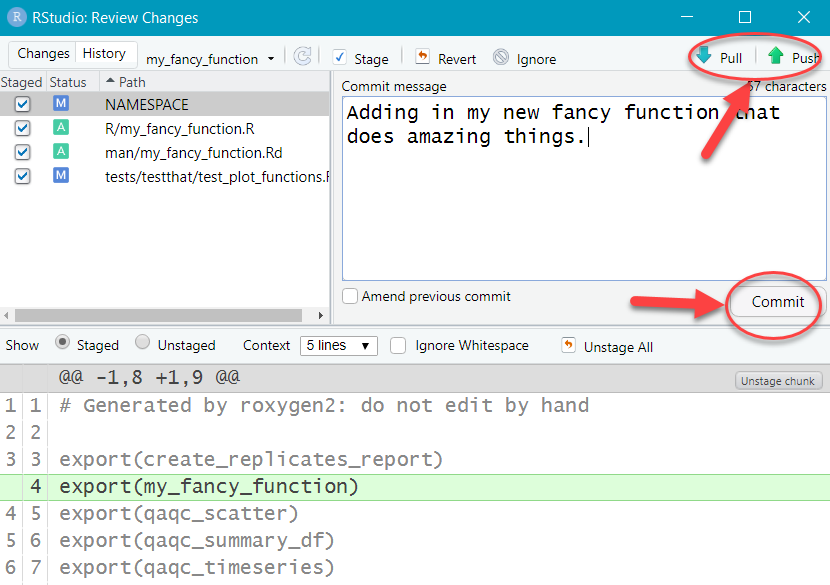 R RStudio: Review Changes
Changes History my_fancy_function Stage Revert Ignore Pull Push
Staged Status Path
M NAMESPACE
A R/my_fancy_function.R
A man/my_fancy_function.Rd
M tests/testthat/test_plot_functions.R
Commit message 57 characters
Adding in my new fancy function that
does amazing things.
Amend previous commit
Commit
Show Staged Unstaged Context 5 lines Ignore Whitespace Unstage All
@@ -1,8 +1,9 @@ Unstage chunk
1 1 # Generated by roxygen2: do not edit by hand
2 2
3 3 export(create_replicates_report)
4 export(my_fancy_function)
4 5 export(qaqc_scatter)
5 6 export(qaqc_summary_df)
6 7 export(qaqc_timeseries)